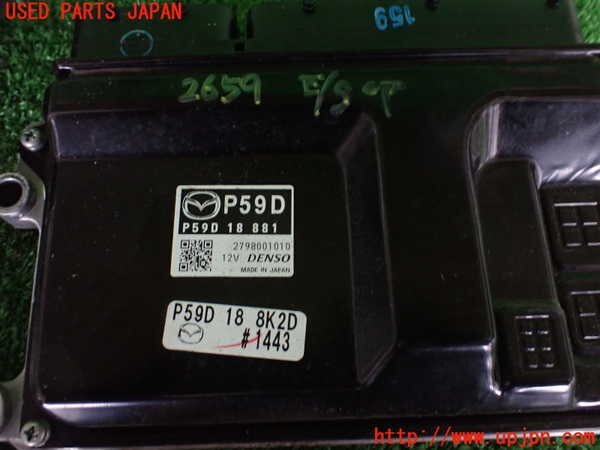 USED PARTS JAPAN
159
2659 E/g CP
P59D
P59D 18 881
2798001010
12V DENSO
MADE IN JAPAN
P59D 18 8K2D
#1443
http://www.upjpn.com/